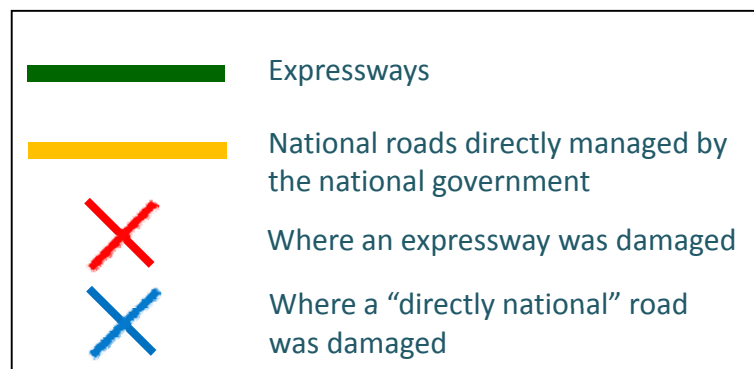 Expressways
National roads directly managed by
the national government
Where an expressway was damaged
Where a “directly national” road
was damaged